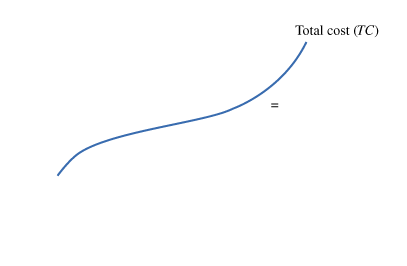 Total cost (TC)
=